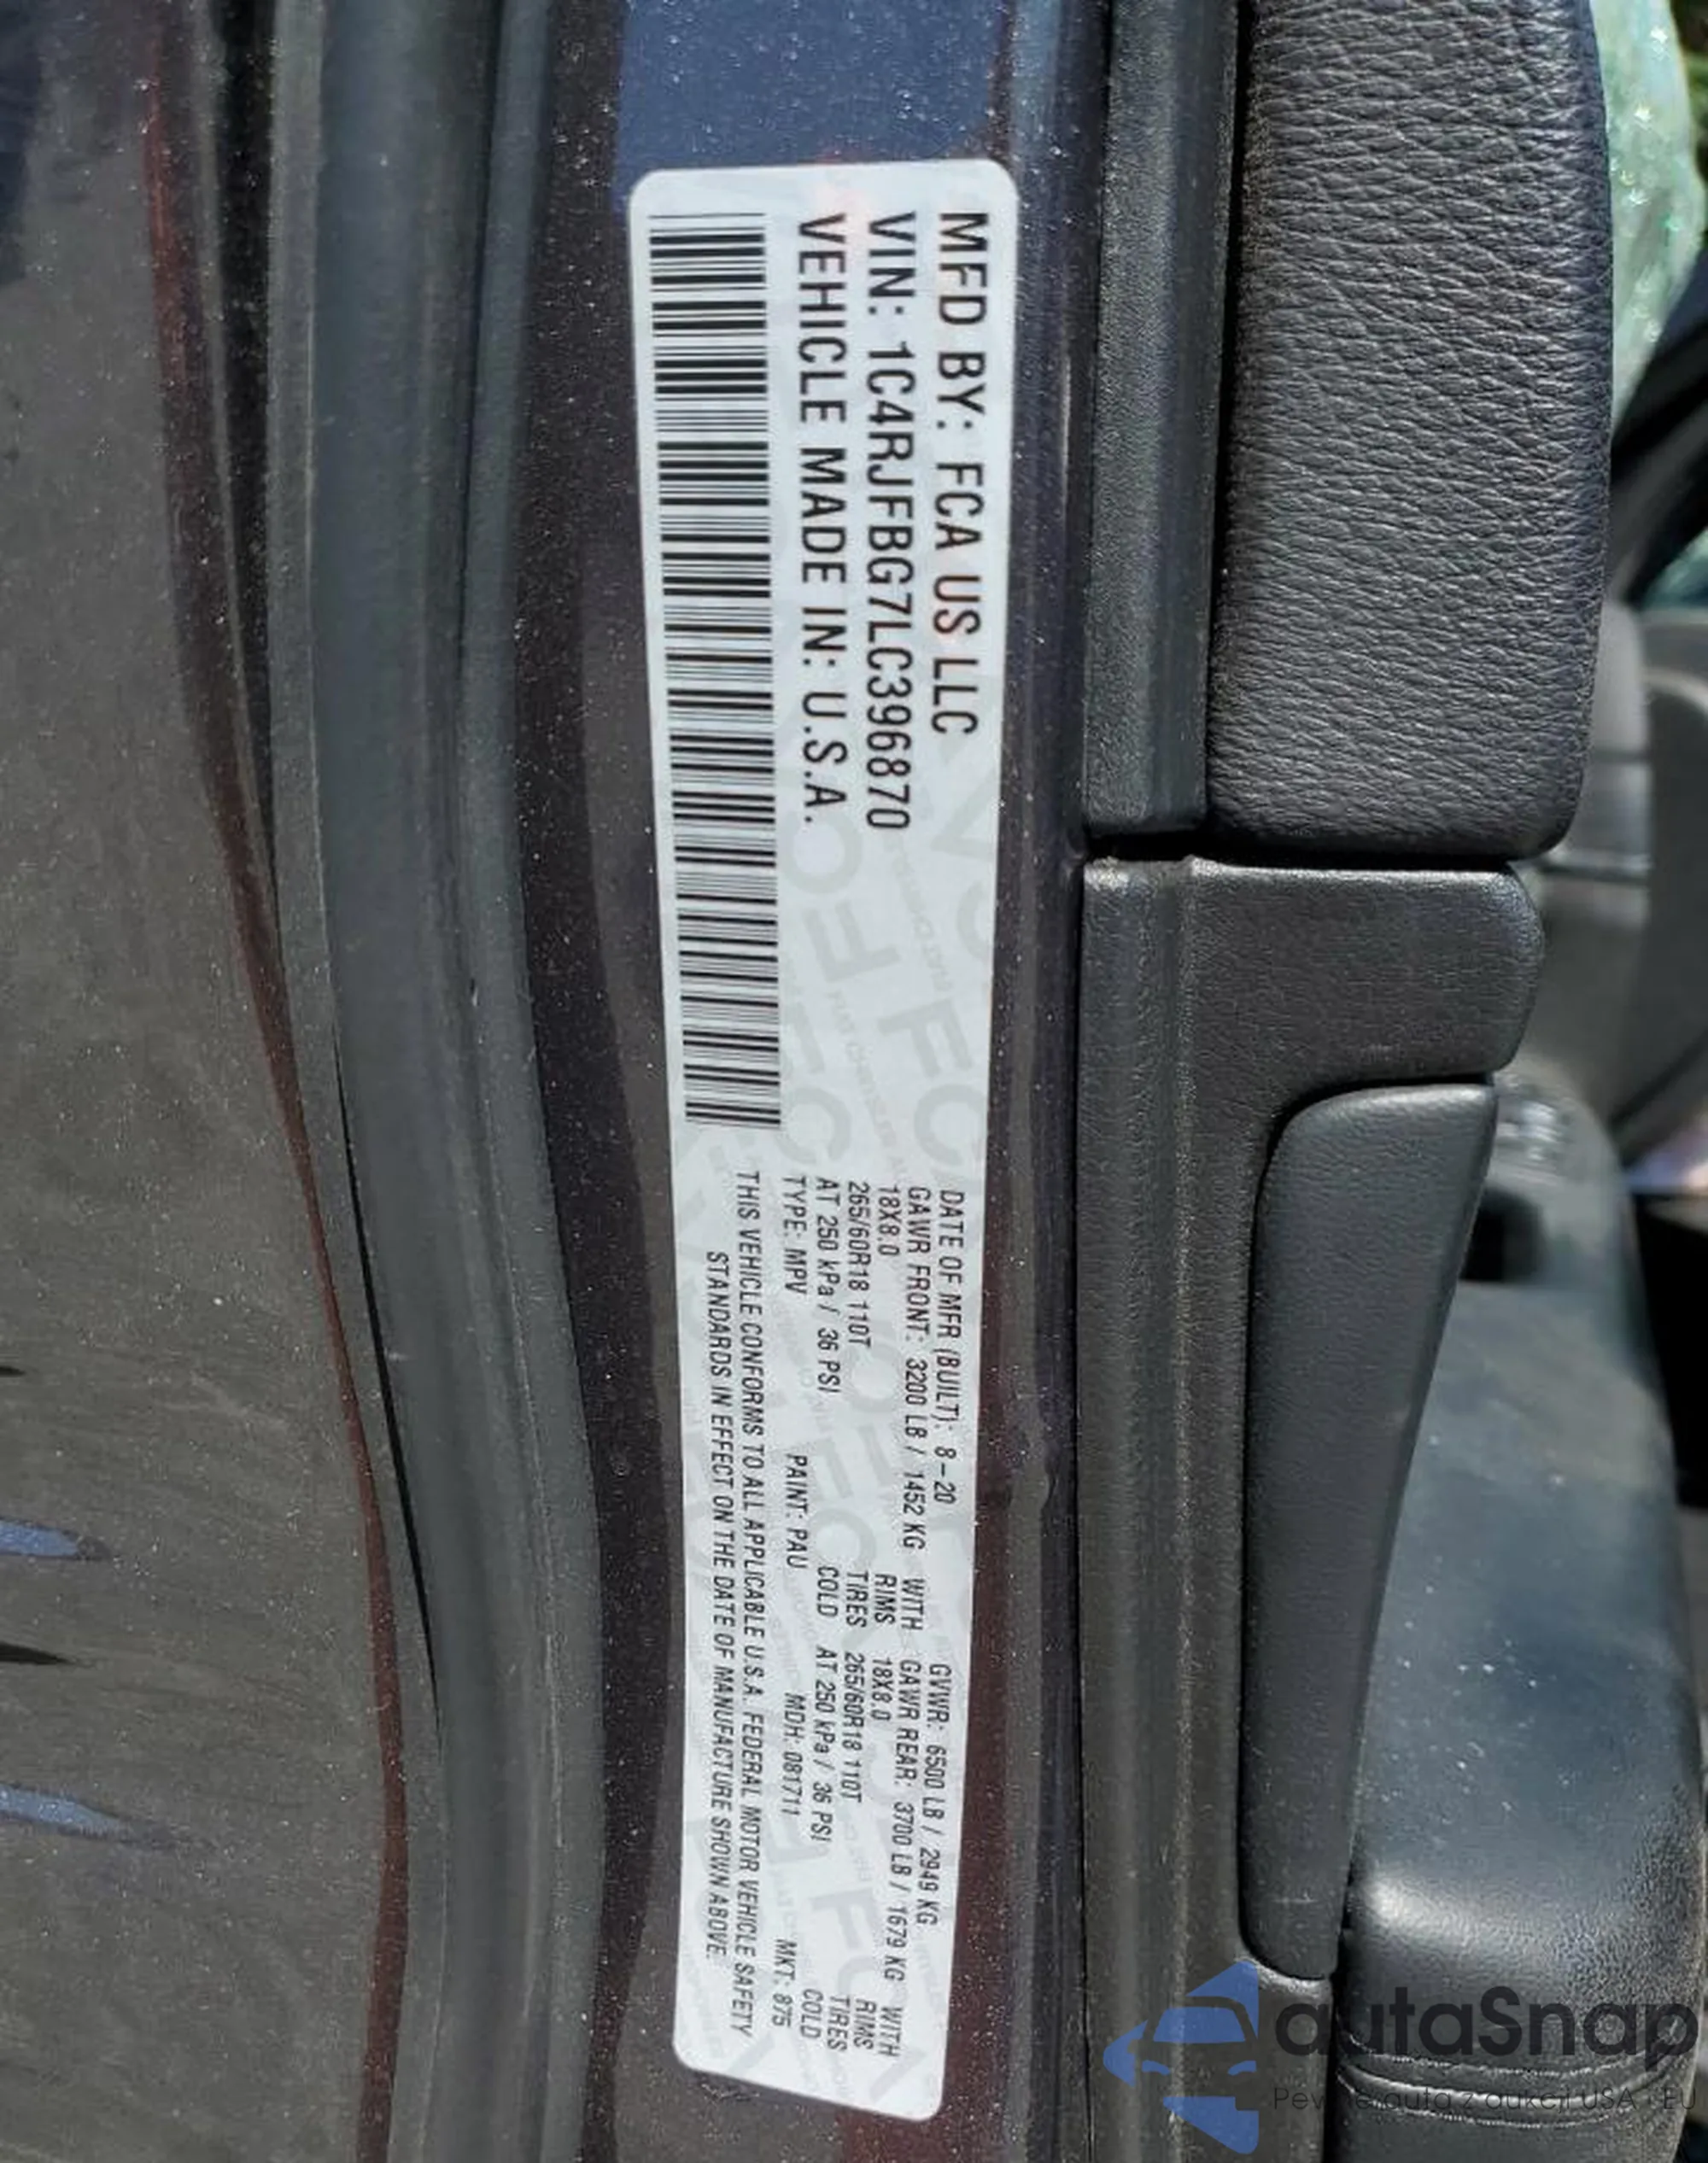 MFD BY: FCA US LLC
VIN: 1C4RJFBG7LC396870
VEHICLE MADE IN: U.S.A.
DATE OF MFR (BUILT): 8-20 GVWR: 6500 LB / 2949 KG
GAWR FRONT: 3200 LB / 1452 KG WITH GAWR REAR: 3700 LB / 1679 KG WITH
18X8.0 RIMS 18X8.0 RIMS
265/60R18 110T TIRES 265/60R18 110T TIRES
AT 250 kPa / 36 PSI COLD AT 250 kPa / 36 PSI COLD
TYPE: MPV PAINT: PAU MDH: 081711 MKT: 875
THIS VEHICLE CONFORMS TO ALL APPLICABLE U.S.A. FEDERAL MOTOR VEHICLE SAFETY
STANDARDS IN EFFECT ON THE DATE OF MANUFACTURE SHOWN ABOVE.
autaSnap
auta z aukcji USA EU